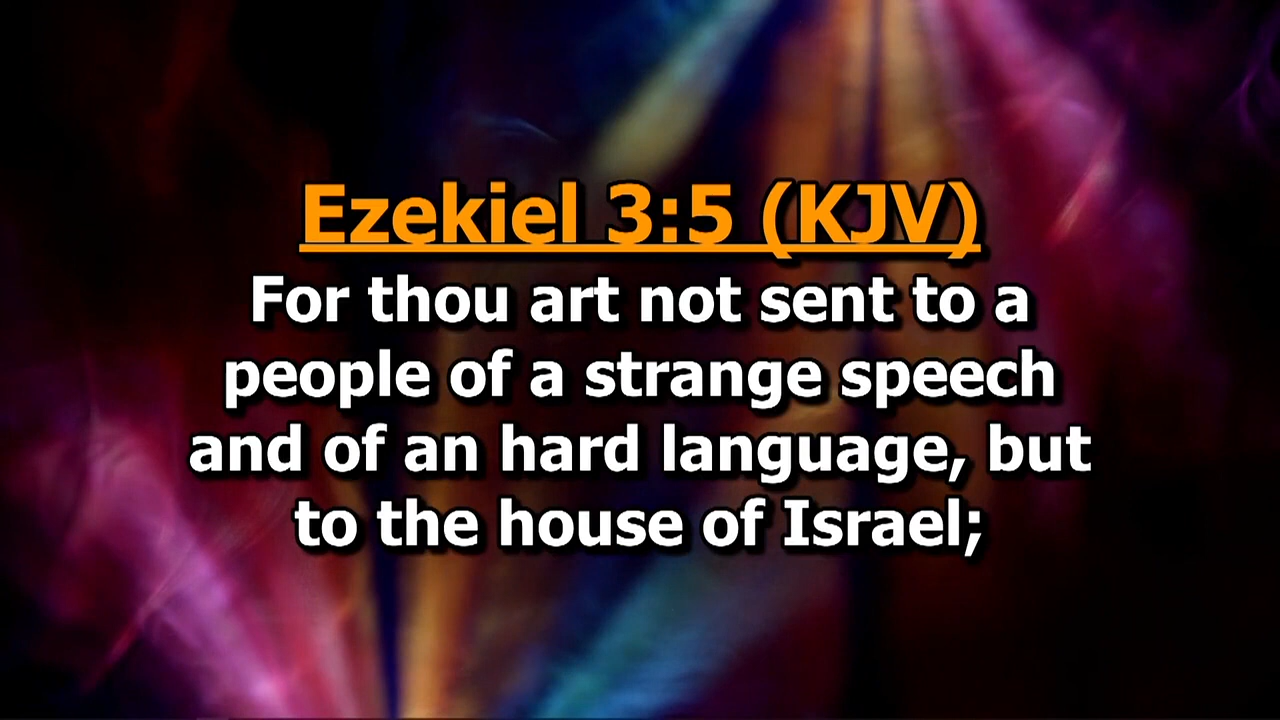 Ezekiel 3:5 (KJV)
For thou art not sent to a
people of a strange speech
and of an hard language, but
to the house of Israel;